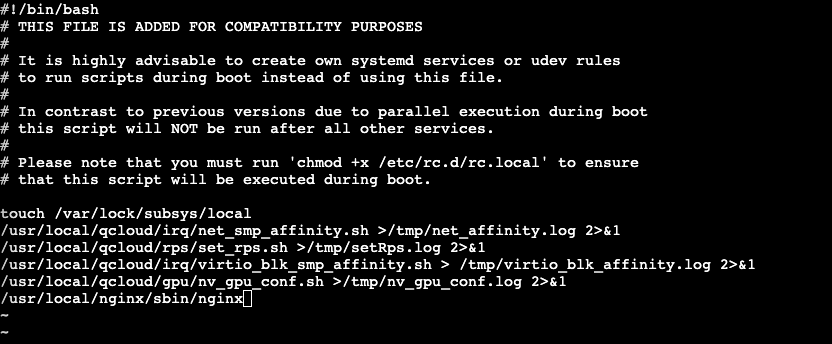 #!/bin/bash
# THIS FILE IS ADDED FOR COMPATIBILITY PURPOSES
#
# It is highly advisable to create own systemd services or udev rules
# to run scripts during boot instead of using this file.
#
# In contrast to previous versions due to parallel execution during boot
# this script will NOT be run after all other services.
#
# Please note that you must run 'chmod +x /etc/rc.d/rc.local' to ensure
# that this script will be executed during boot.

touch /var/lock/subsys/local
/usr/local/qcloud/irq/net_smp_affinity.sh >/tmp/net_affinity.log 2>&1
/usr/local/qcloud/rps/set_rps.sh >/tmp/setRps.log 2>&1
/usr/local/qcloud/irq/virtio_blk_smp_affinity.sh > /tmp/virtio_blk_affinity.log 2>&1
/usr/local/qcloud/gpu/nv_gpu_conf.sh >/tmp/nv_gpu_conf.log 2>&1
/usr/local/nginx/sbin/nginx
~
~